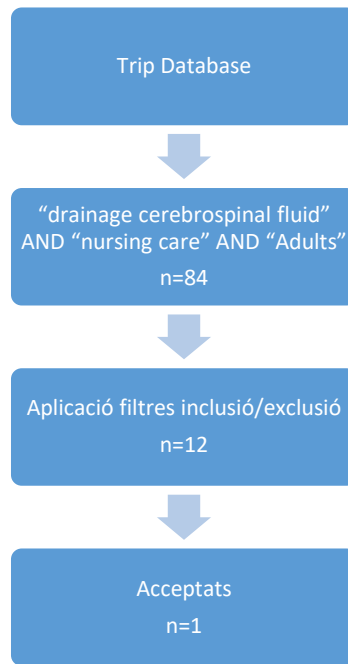 Trip Database
“drainage cerebrospinal fluid”
AND “nursing care” AND “Adults”
n=84
Aplicació filtres inclusió/exclusió
n=12
Acceptats
n=1